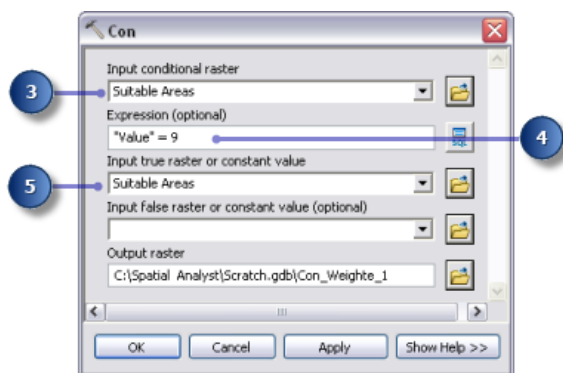 Con
Input conditional raster
3
Suitable Areas
Expression (optional)
"Value" = 9
SQL
4
Input true raster or constant value
5
Suitable Areas
Input false raster or constant value (optional)
Output raster
C:\Spatial Analyst\Scratch.gdb\Con_Weighte_1
OK
Cancel
Apply
Show Help >>